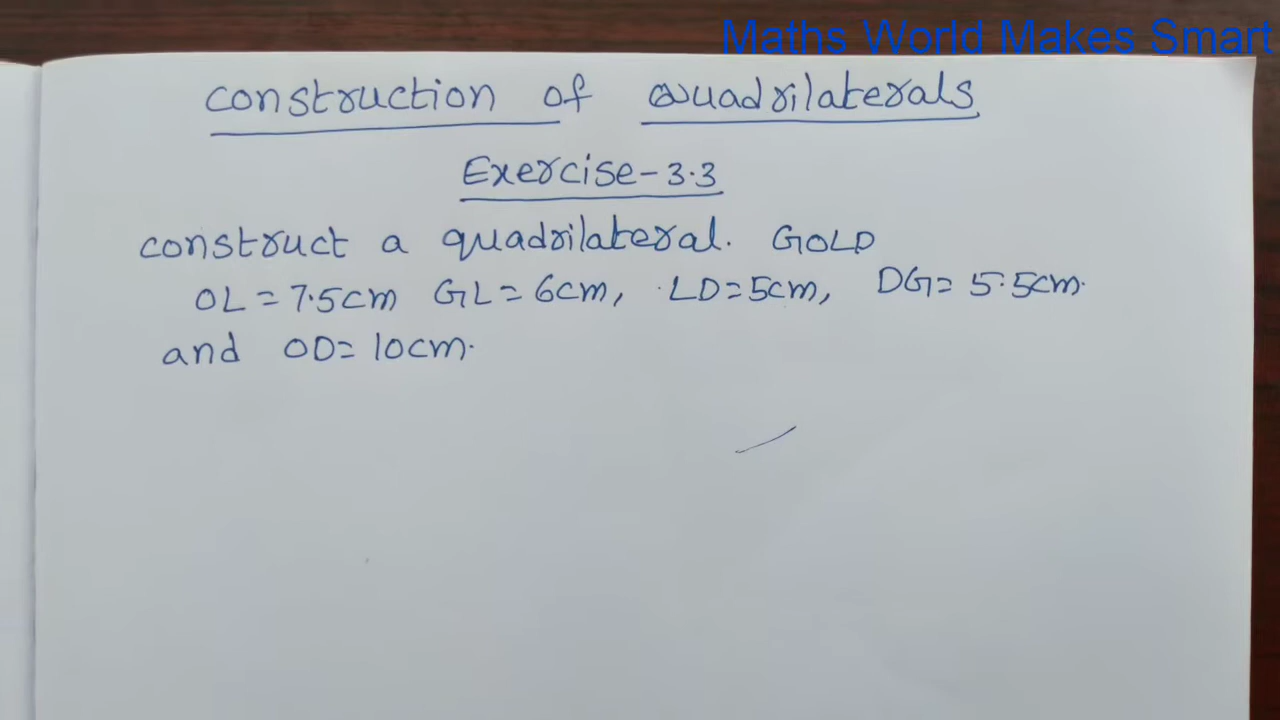 Maths World Makes Smart
construction of quadrilaterals
Exercise-3.3
construct a quadrilateral. GOLD
OL = 7.5cm GL = 6cm, LD = 5cm, DG = 5.5cm.
and OD = 10cm.